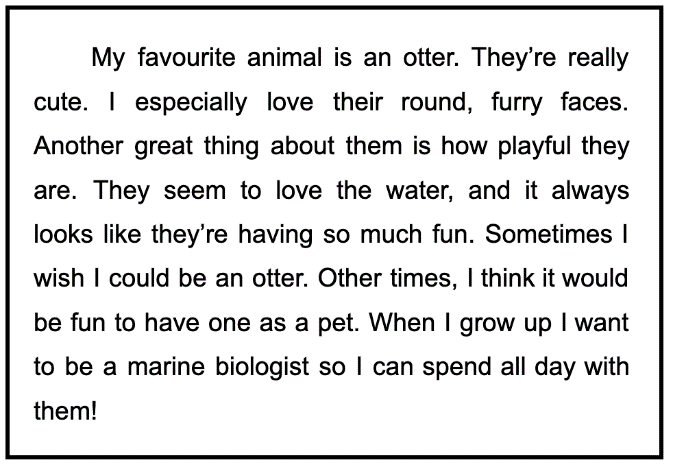 My favourite animal is an otter. They’re really
cute. I especially love their round, furry faces.
Another great thing about them is how playful they
are. They seem to love the water, and it always
looks like they’re having so much fun. Sometimes I
wish I could be an otter. Other times, I think it would
be fun to have one as a pet. When I grow up I want
to be a marine biologist so I can spend all day with
them!